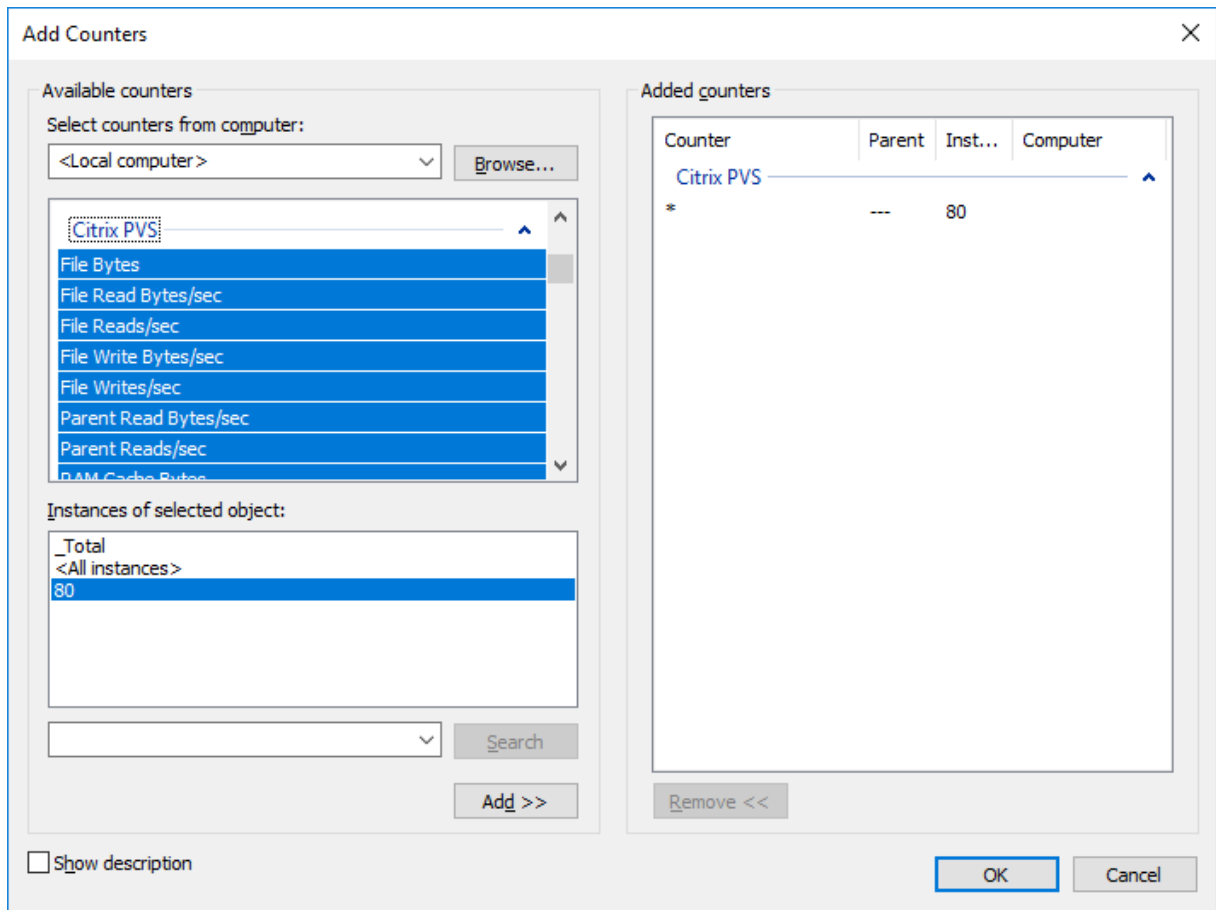 Add Counters
Available counters
Select counters from computer:
<Local computer>
Browse...
Citrix PVS
File Bytes
File Read Bytes/sec
File Reads/sec
File Write Bytes/sec
File Writes/sec
Parent Read Bytes/sec
Parent Reads/sec
RAM Cache Bytes
Instances of selected object:
_Total
<All instances>
80
Search
Add >>
Show description
Added counters
Counter Parent Inst... Computer
Citrix PVS
* --- 80
Remove <<
OK Cancel